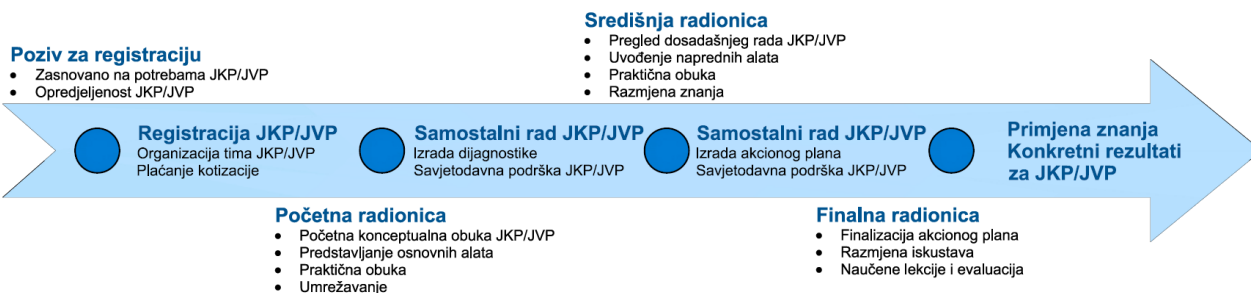 Poziv za registraciju
• Zasnovano na potrebama JKP/JVP
• Opredjeljenost JKP/JVP
Registracija JKP/JVP
Organizacija tima JKP/JVP
Plaćanje kotizacije
Početna radionica
• Početna konceptualna obuka JKP/JVP
• Predstavljanje osnovnih alata
• Praktična obuka
• Umrežavanje
Samostalni rad JKP/JVP
Izrada dijagnostike
Savjetodavna podrška JKP/JVP
Središnja radionica
• Pregled dosadašnjeg rada JKP/JVP
• Uvođenje naprednih alata
• Praktična obuka
• Razmjena znanja
Samostalni rad JKP/JVP
Izrada akcionog plana
Savjetodavna podrška JKP/JVP
Finalna radionica
• Finalizacija akcionog plana
• Razmjena iskustava
• Naučene lekcije i evaluacija
Primjena znanja
Konkretni rezultati
za JKP/JVP